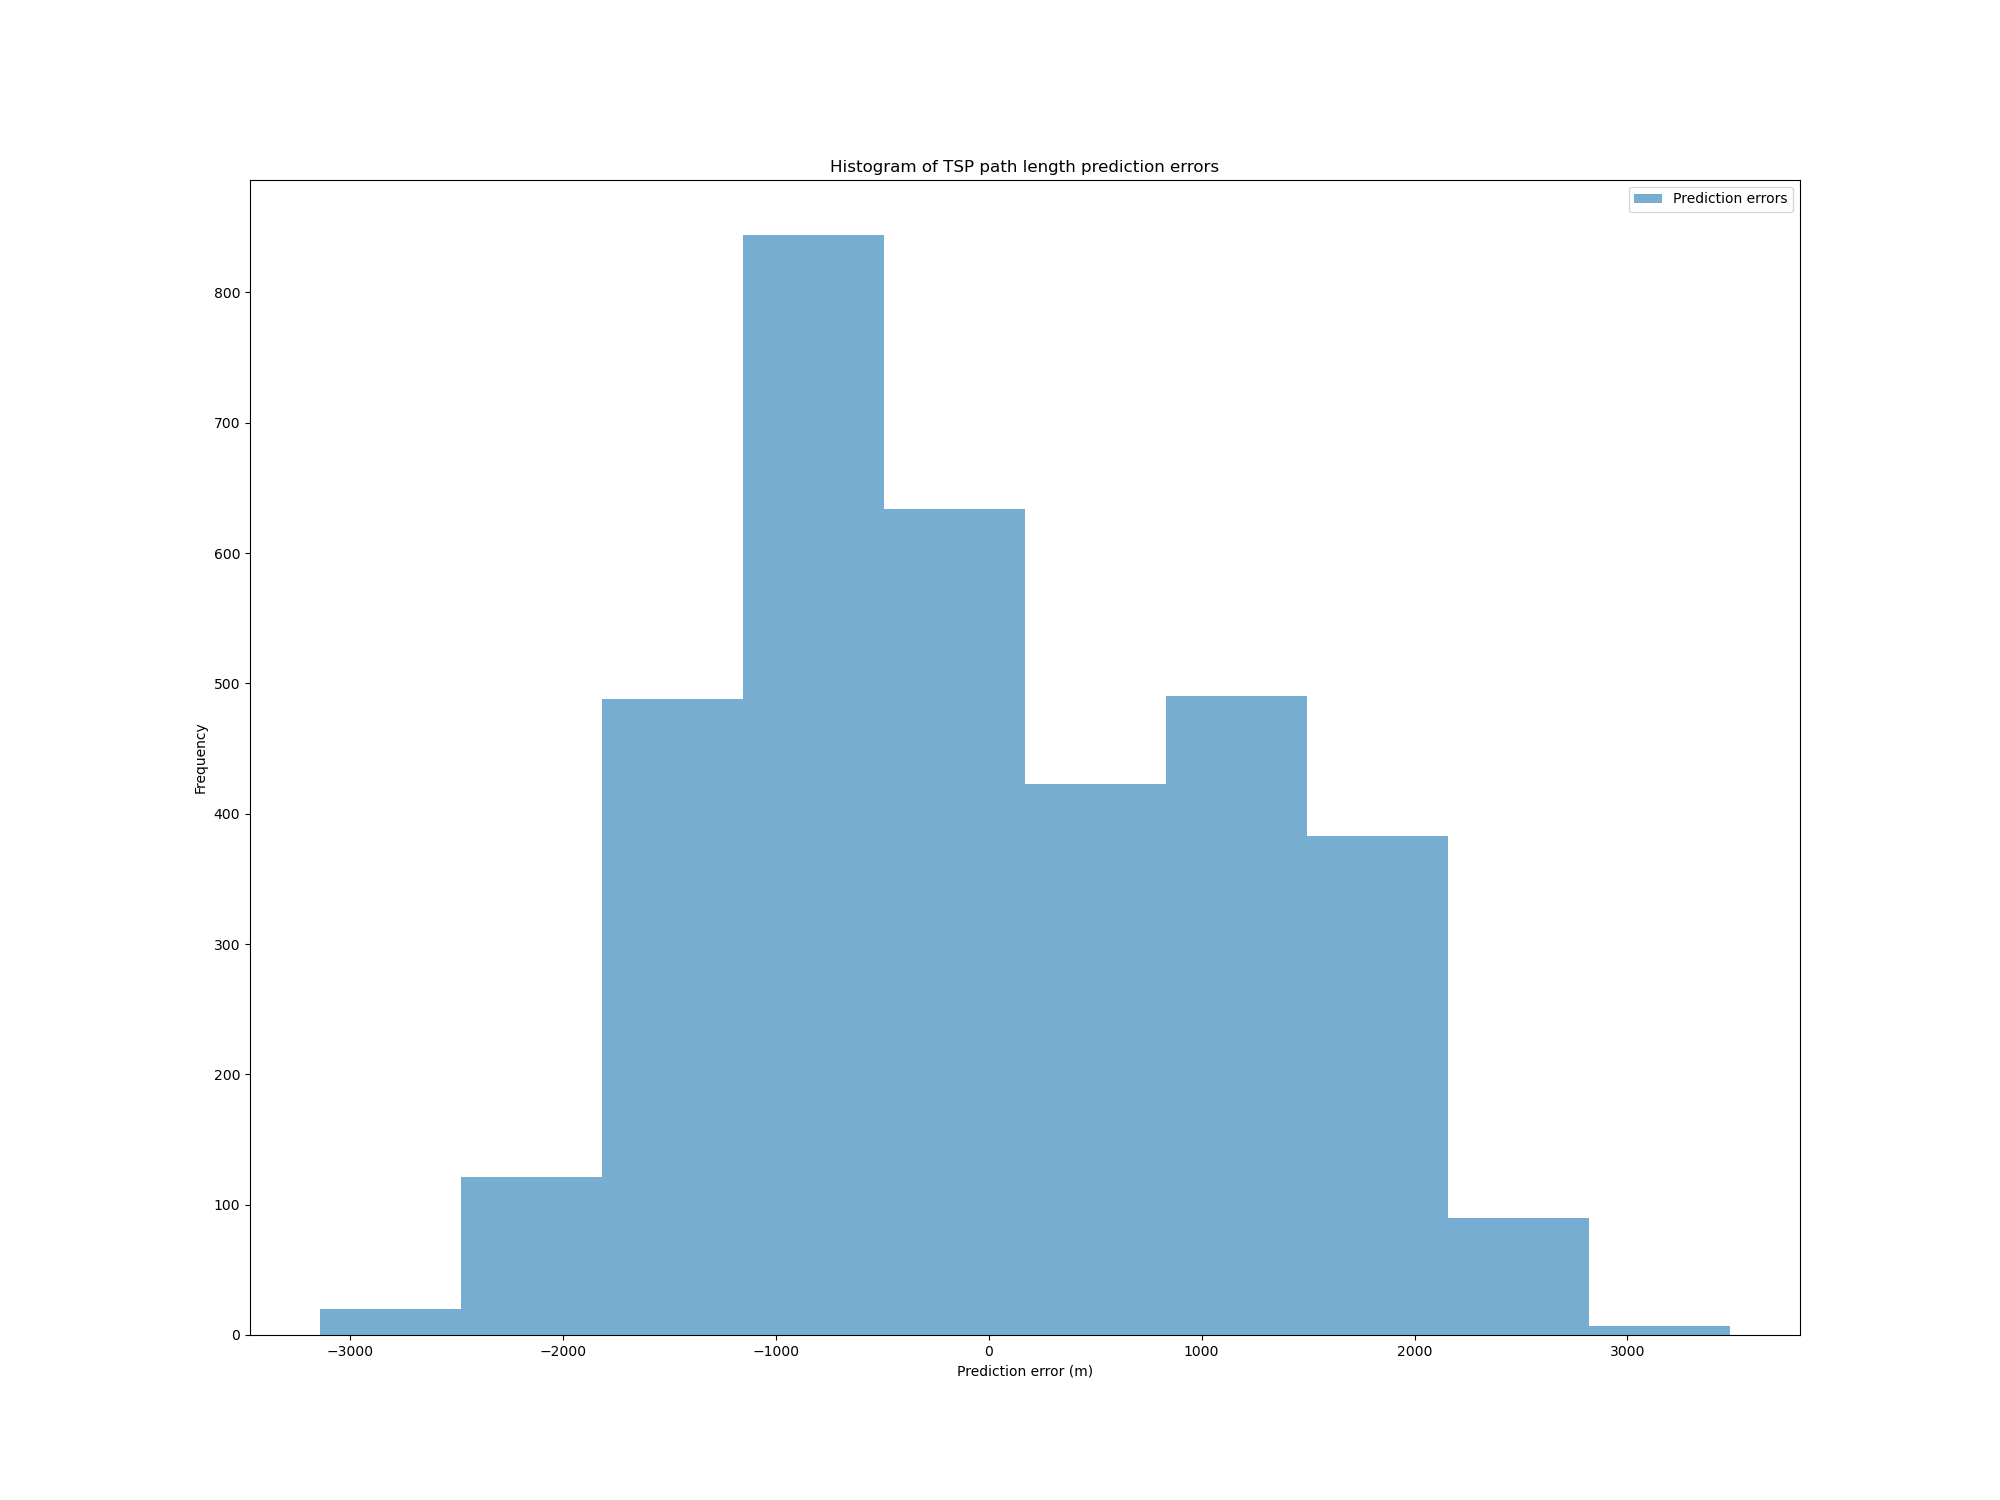 Histogram of TSP path length prediction errors
Prediction errors
800
700
600
500
400
300
200
100
0
Frequency
−3000 −2000 −1000 0 1000 2000 3000
Prediction error (m)